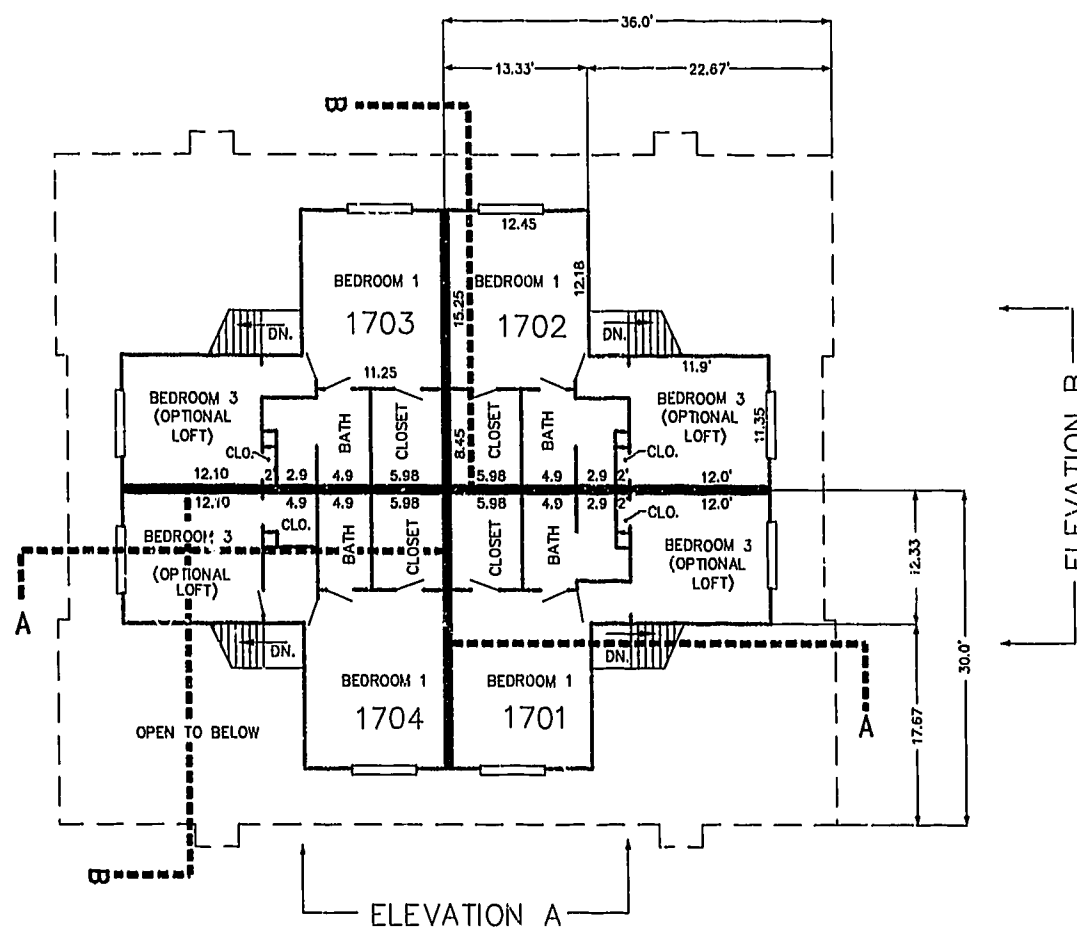 36.0'
13.33'
22.67'
B
12.45
BEDROOM 1
1703
15.25
BEDROOM 1
1702
12.18
DN.
DN.
11.25
11.9'
BEDROOM 3
(OPTIONAL
LOFT)
CLO.
BATH
CLOSET
8.45
CLOSET
BATH
CLO.
BEDROOM 3
(OPTIONAL
LOFT)
11.35
12.10
2'
2.9
4.9
5.98
5.98
4.9
2.9
2'
12.0'
12.10
4.9
4.9
5.98
5.98
4.9
2.9
2'
12.0'
BEDROOM 3
(OPTIONAL
LOFT)
CLO.
BATH
CLOSET
CLOSET
BATH
CLO.
BEDROOM 3
(OPTIONAL
LOFT)
12.33
ELEVATION B
A
DN.
DN.
BEDROOM 1
1704
BEDROOM 1
1701
OPEN TO BELOW
A
17.67
30.0'
B
ELEVATION A